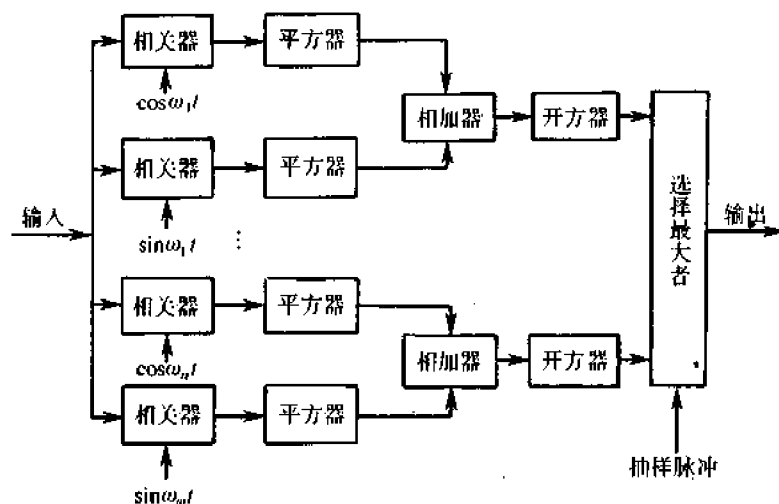 相关器
平方器
cosω₁t
相加器
开方器
相关器
平方器
sinω₁t
⋮
输入
选择最大者
输出
相关器
平方器
cosωₙt
相加器
开方器
相关器
平方器
sinωₙt
抽样脉冲